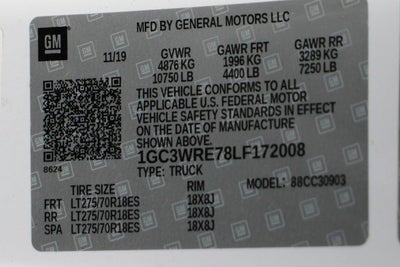 MFD BY GENERAL MOTORS LLC
GM
11/19 GVWR GAWR FRT GAWR RR
4876 KG 1996 KG 3289 KG
10750 LB 4400 LB 7250 LB
THIS VEHICLE CONFORMS TO ALL
APPLICABLE U.S. FEDERAL MOTOR
VEHICLE SAFETY STANDARDS IN EFFECT
ON THE DATE OF MANUFACTURE
SHOWN ABOVE.
1GC3WRE78LF172008
8624 TYPE: TRUCK
MODEL: 88CC30903
TIRE SIZE RIM
FRT LT275/70R18ES 18X8J
RR LT275/70R18ES 18X8J
SPA LT275/70R18ES 18X8J